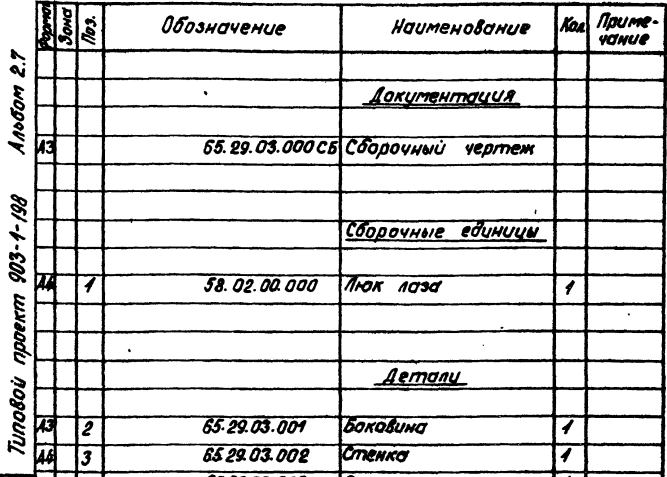 Формат Зона Поз. Обозначение Наименование Кол. Приме-
чание
Документация
А3 65.29.03.000 СБ Сборочный чертеж
Сборочные единицы
1 58.02.00.000 Люк лаза 1
Детали
А3 2 65.29.03.001 Боковина 1
3 65.29.03.002 Стенка 1
Типовой проект 903-1-198 Альбом 2.7